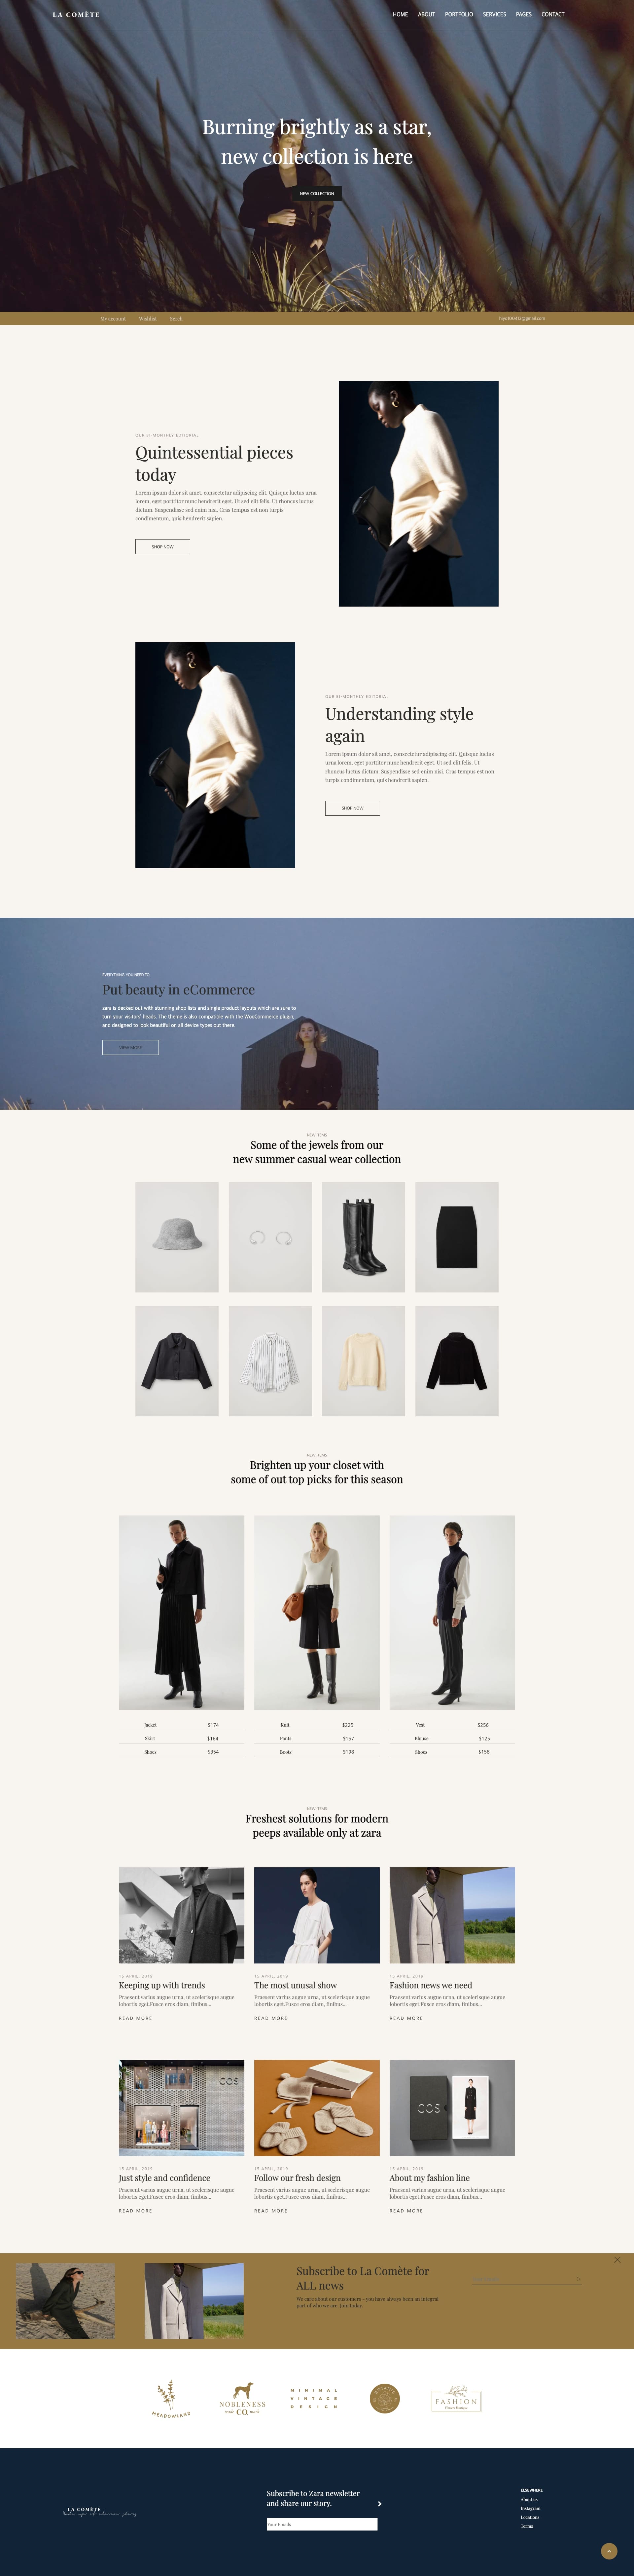 LA COMÈTE
HOME ABOUT PORTFOLIO SERVICES PAGES CONTACT
Burning brightly as a star,
new collection is here
NEW COLLECTION
My account Wishlist Serch
OUR BI-MONTHLY EDITORIAL
Quintessential pieces
today
Lorem ipsum dolor sit amet, consectetur adipiscing elit. Quisque luctus urna
lorem, eget porttitor nunc hendrerit eget. Ut sed elit felis. Ut rhoncus luctus
dictum. Suspendisse sed enim nisi. Cras tempus est non turpis
condimentum, quis hendrerit sapien.
SHOP NOW
OUR BI-MONTHLY EDITORIAL
Understanding style
again
Lorem ipsum dolor sit amet, consectetur adipiscing elit. Quisque luctus
urna lorem, eget porttitor nunc hendrerit eget. Ut sed elit felis. Ut
rhoncus luctus dictum. Suspendisse sed enim nisi. Cras tempus est non
turpis condimentum, quis hendrerit sapien.
SHOP NOW
EVERYTHING YOU NEED TO
Put beauty in eCommerce
zara is decked out with stunning shop lists and single product layouts which are sure to
turn your visitors' heads. The theme is also compatible with the WooCommerce plugin,
and designed to look beautiful on all device types out there.
VIEW MORE
NEW ITEMS
Some of the jewels from our
new summer casual wear collection
NEW ITEMS
Brighten up your closet with
some of out top picks for this season
Jacket $174
Skirt $164
Shoes $354
Knit $225
Pants $157
Boots $198
Vest $256
Blouse $125
Shoes $158
NEW ITEMS
Freshest solutions for modern
peeps available only at zara
15 APRIL, 2019
Keeping up with trends
Praesent varius augue urna, ut scelerisque augue
lobortis eget.Fusce eros diam, finibus...
READ MORE
15 APRIL, 2019
The most unusal show
Praesent varius augue urna, ut scelerisque augue
lobortis eget.Fusce eros diam, finibus...
READ MORE
15 APRIL, 2019
Fashion news we need
Praesent varius augue urna, ut scelerisque augue
lobortis eget.Fusce eros diam, finibus...
READ MORE
COS
15 APRIL, 2019
Just style and confidence
Praesent varius augue urna, ut scelerisque augue
lobortis eget.Fusce eros diam, finibus...
READ MORE
15 APRIL, 2019
Follow our fresh design
Praesent varius augue urna, ut scelerisque augue
lobortis eget.Fusce eros diam, finibus...
READ MORE
COS
15 APRIL, 2019
About my fashion line
Praesent varius augue urna, ut scelerisque augue
lobortis eget.Fusce eros diam, finibus...
READ MORE
Subscribe to La Comète for
ALL news
We care about our customers - you have always been an integral
part of who we are. Join today.
MEADOWLAND
NOBLENESS
CO.
MINIMAL
VINTAGE
DESIGN
FASHION
LA COMÈTE
Subscribe to Zara newsletter
and share our story.
Your Emails
ELSEWHERE
About us
Instagram
Locations
Terms